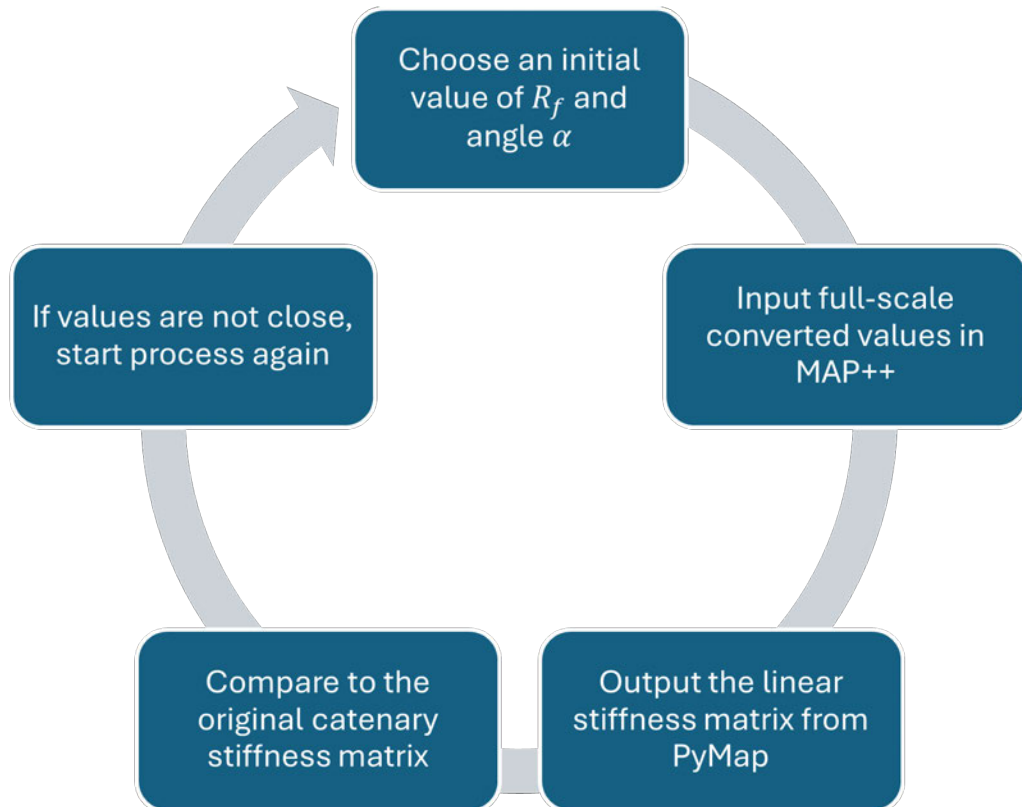 Choose an initial
value of R_f and
angle α
Input full-scale
converted values in
MAP++
Output the linear
stiffness matrix from
PyMap
Compare to the
original catenary
stiffness matrix
If values are not close,
start process again